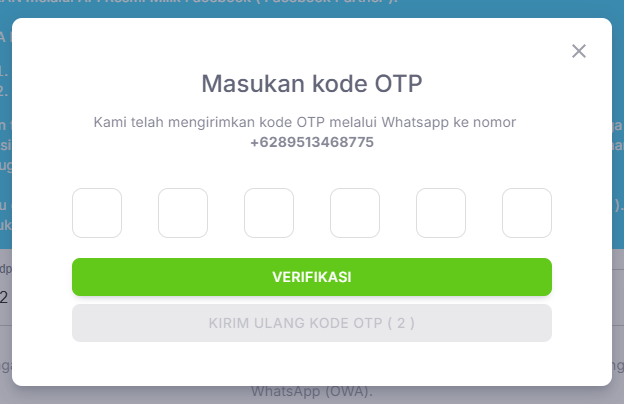 Masukan kode OTP
Kami telah mengirimkan kode OTP melalui Whatsapp ke nomor
+6289513468775
VERIFIKASI
KIRIM ULANG KODE OTP ( 2 )
WhatsApp (OWA).